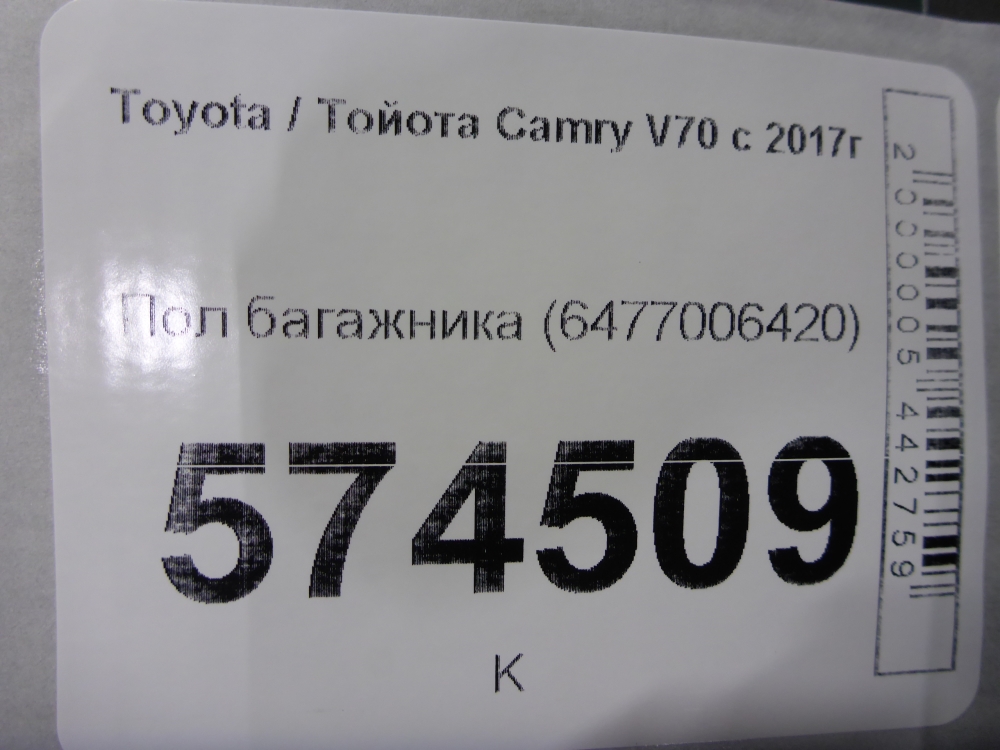 Toyota / Тойота Camry V70 с 2017г
Пол багажника (6477006420)
574509
К
2000005442759